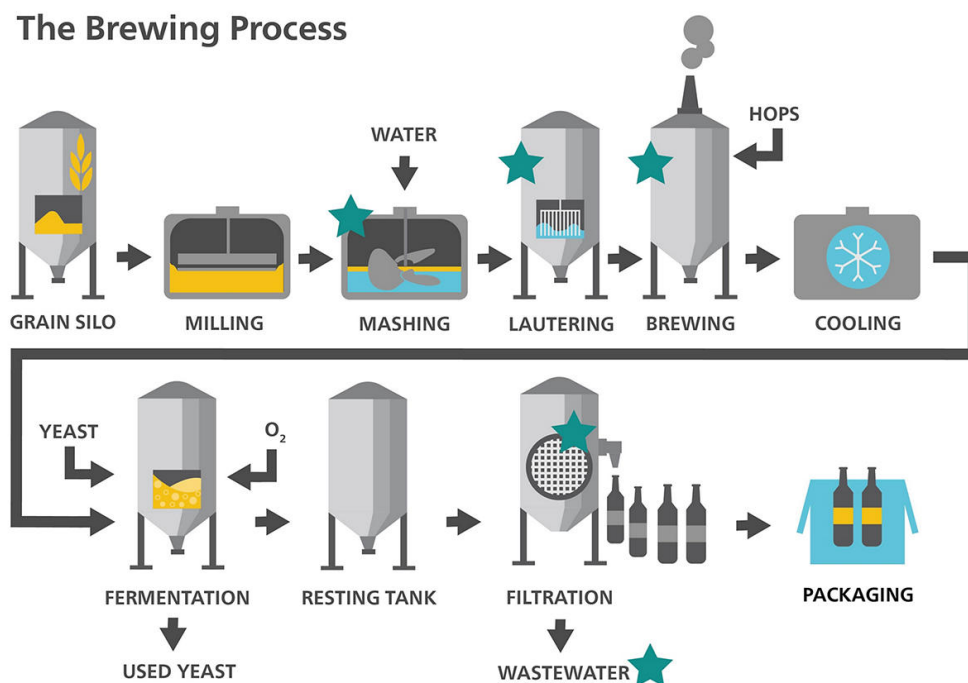 The Brewing Process
WATER
HOPS
GRAIN SILO
MILLING
MASHING
LAUTERING
BREWING
COOLING
YEAST
O₂
FERMENTATION
RESTING TANK
FILTRATION
PACKAGING
USED YEAST
WASTEWATER